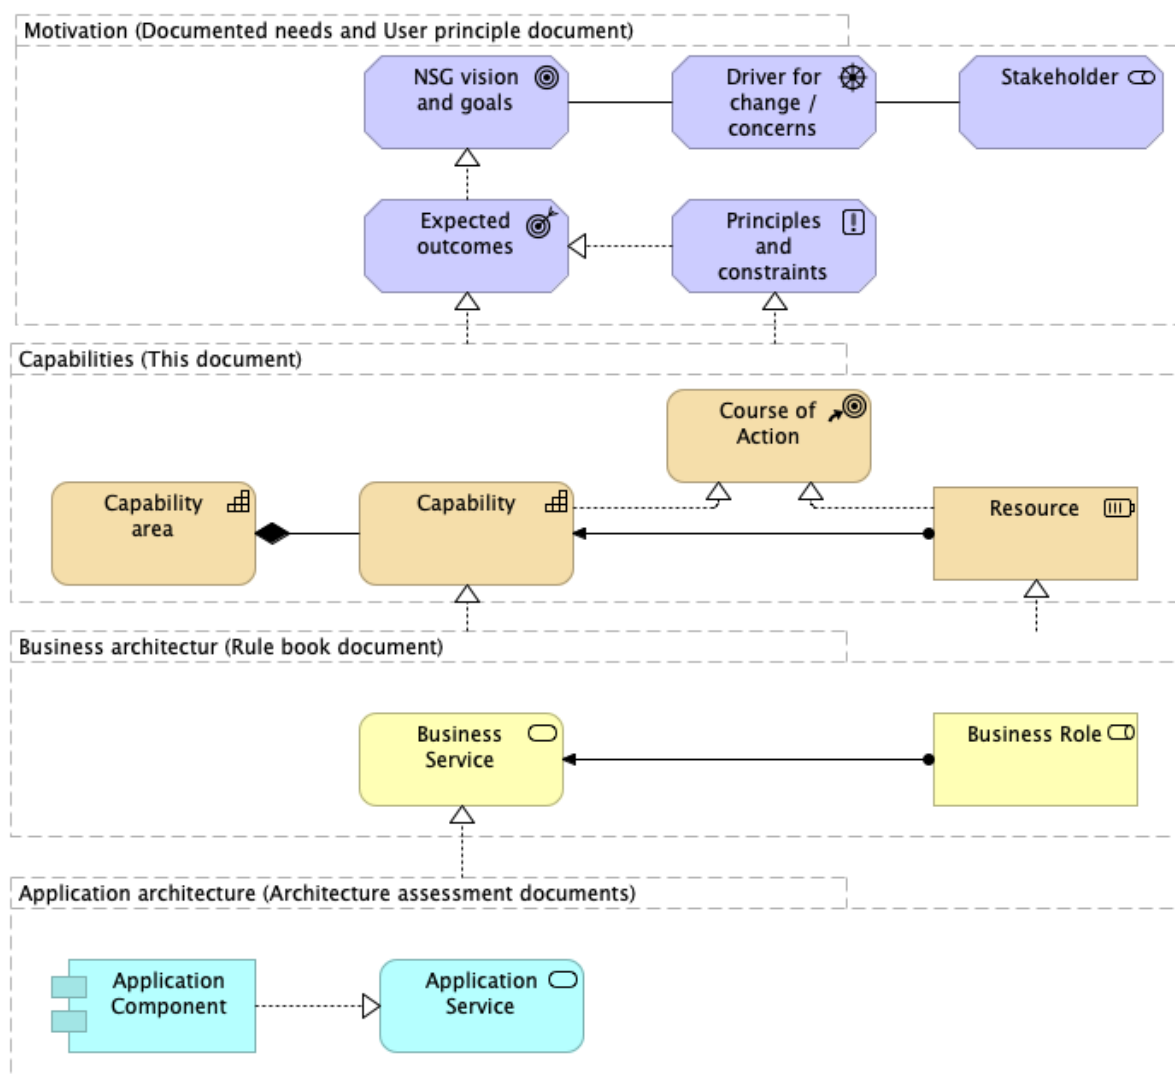 Motivation (Documented needs and User principle document)
NSG vision
and goals
Driver for
change /
concerns
Stakeholder
Expected
outcomes
Principles
and
constraints
Capabilities (This document)
Course of
Action
Capability
area
Capability
Resource
Business architectur (Rule book document)
Business
Service
Business Role
Application architecture (Architecture assessment documents)
Application
Component
Application
Service